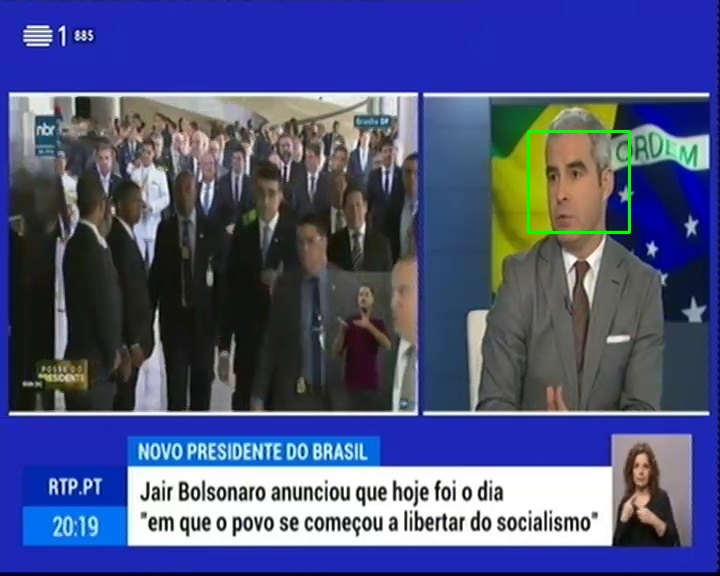 1 885
nbr
Brasília DF
ORDEM
POSSE DO
PRESIDENTE
NOVO PRESIDENTE DO BRASIL
RTP.PT
Jair Bolsonaro anunciou que hoje foi o dia
20:19
"em que o povo se começou a libertar do socialismo"